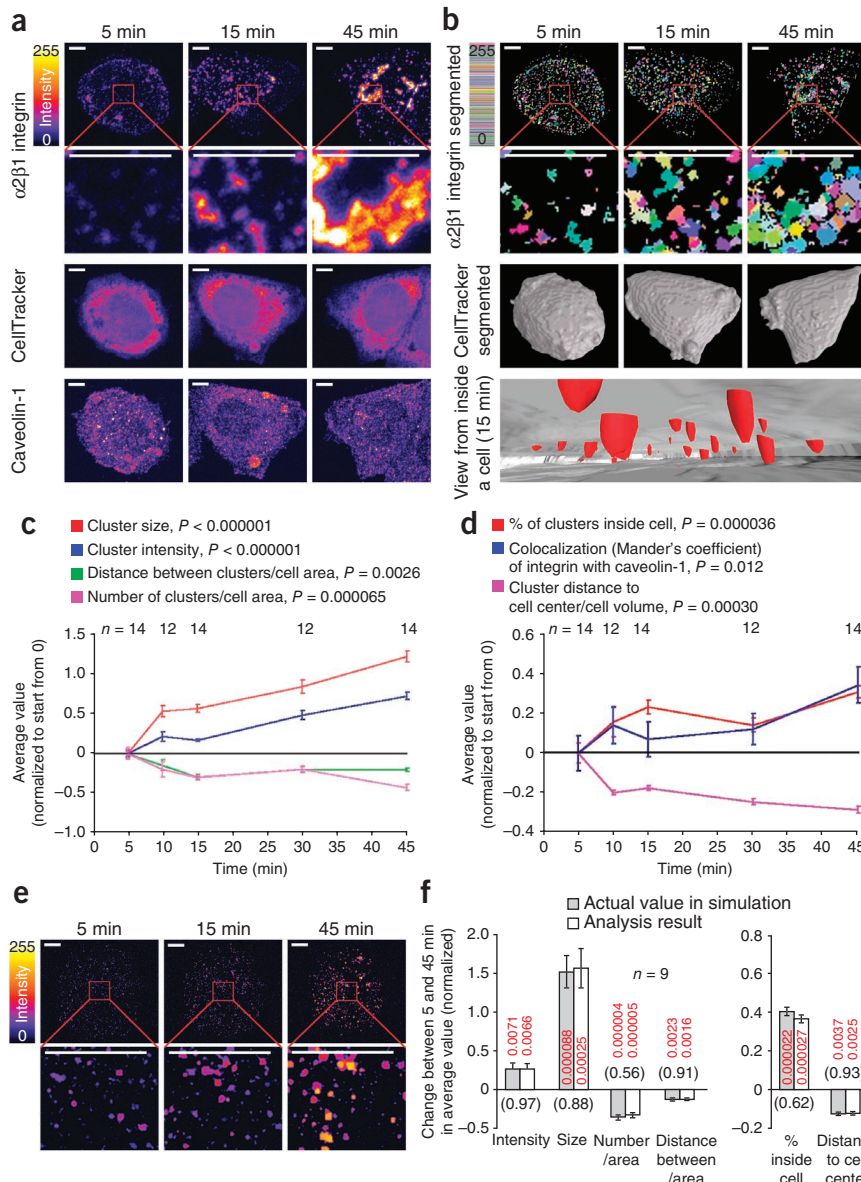 a
5 min 15 min 45 min
255
Intensity
0
α2β1 integrin
CellTracker
Caveolin-1
b
5 min 15 min 45 min
255
0
α2β1 integrin segmented
CellTracker
segmented
View from inside
a cell (15 min)
c
Cluster size, P < 0.000001
Cluster intensity, P < 0.000001
Distance between clusters/cell area, P = 0.0026
Number of clusters/cell area, P = 0.000065
n = 14 12 14 12 14
1.5
1.0
0.5
0
−0.5
−1.0
Average value
(normalized to start from 0)
0 5 10 15 20 25 30 35 40 45
Time (min)
d
% of clusters inside cell, P = 0.000036
Colocalization (Mander's coefficient)
of integrin with caveolin-1, P = 0.012
Cluster distance to
cell center/cell volume, P = 0.00030
n = 14 12 14 12 14
0.6
0.4
0.2
0
−0.2
−0.4
Average value
(normalized to start from 0)
0 5 10 15 20 25 30 35 40 45
Time (min)
e
5 min 15 min 45 min
255
Intensity
0
f
Actual value in simulation
Analysis result
Change between 5 and 45 min
in average value (normalized)
2.0
1.5
1.0
0.5
0
−0.5
n = 9
0.0071
0.0066
0.000088
0.00025
0.000004
0.000005
0.0023
0.0016
(0.97) (0.88) (0.56) (0.91)
Intensity Size Number
/area
Distance
between
/area
0.8
0.6
0.4
0.2
0
−0.2
0.000022
0.000027
0.0037
0.0025
(0.62) (0.93)
%
inside
cell
Distan
to ce
cente